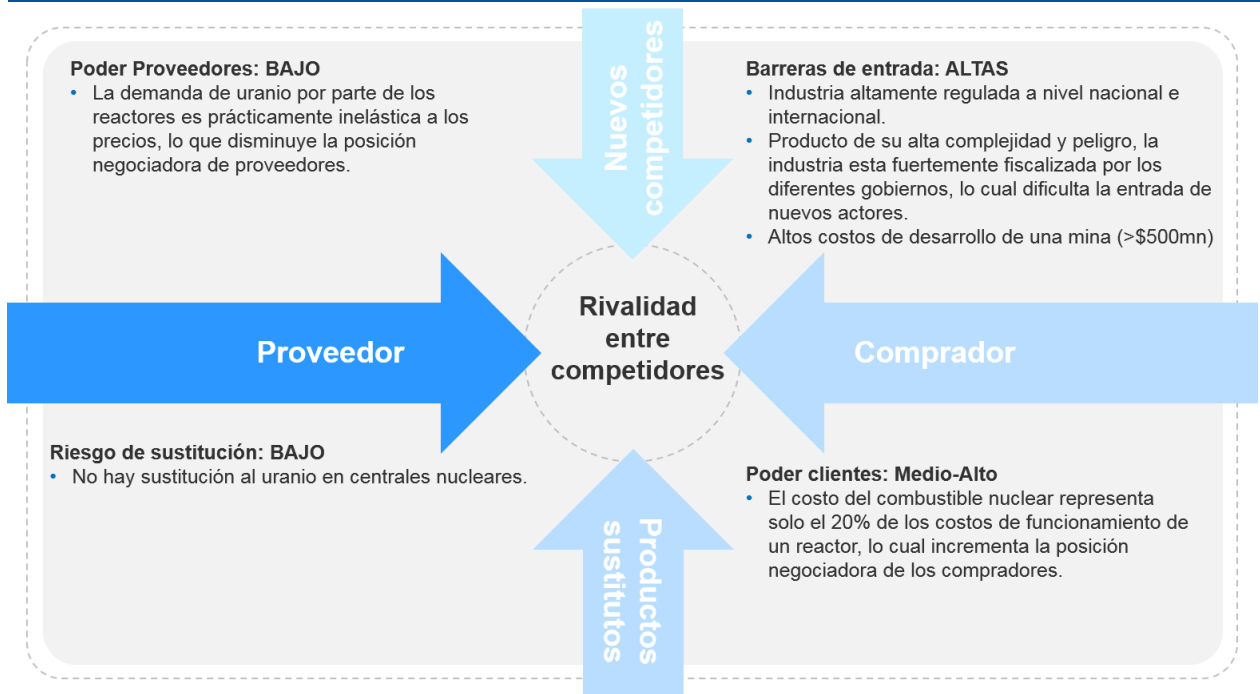 Poder Proveedores: BAJO
• La demanda de uranio por parte de los
reactores es prácticamente inelástica a los
precios, lo que disminuye la posición
negociadora de proveedores.
Nuevos
competidores
Barreras de entrada: ALTAS
• Industria altamente regulada a nivel nacional e
internacional.
• Producto de su alta complejidad y peligro, la
industria esta fuertemente fiscalizada por los
diferentes gobiernos, lo cual dificulta la entrada de
nuevos actores.
• Altos costos de desarrollo de una mina (>$500mn)
Proveedor
Rivalidad
entre
competidores
Comprador
Riesgo de sustitución: BAJO
• No hay sustitución al uranio en centrales nucleares.
Productos
sustitutos
Poder clientes: Medio-Alto
• El costo del combustible nuclear representa
solo el 20% de los costos de funcionamiento de
un reactor, lo cual incrementa la posición
negociadora de los compradores.